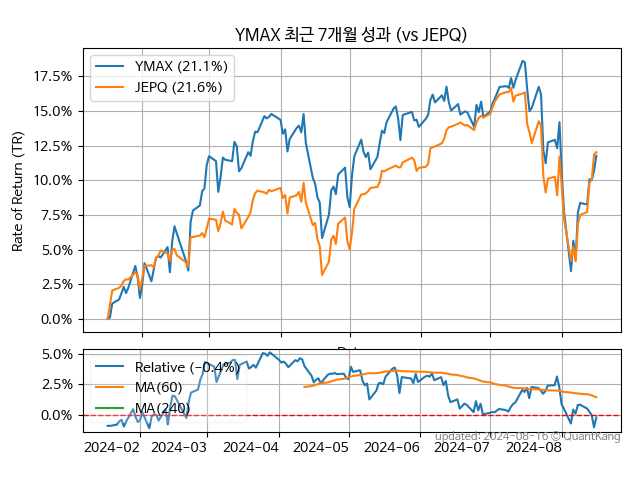 YMAX 최근 7개월 성과 (vs JEPQ)
YMAX (21.1%)
JEPQ (21.6%)
Rate of Return (TR)
17.5%
15.0%
12.5%
10.0%
7.5%
5.0%
2.5%
0.0%
5.0%
2.5%
0.0%
Relative (−0.4%)
MA(60)
MA(240)
2024−02
2024−03
2024−04
2024−05
2024−06
2024−07
2024−08
updated: 2024−08−16 © QuantKang